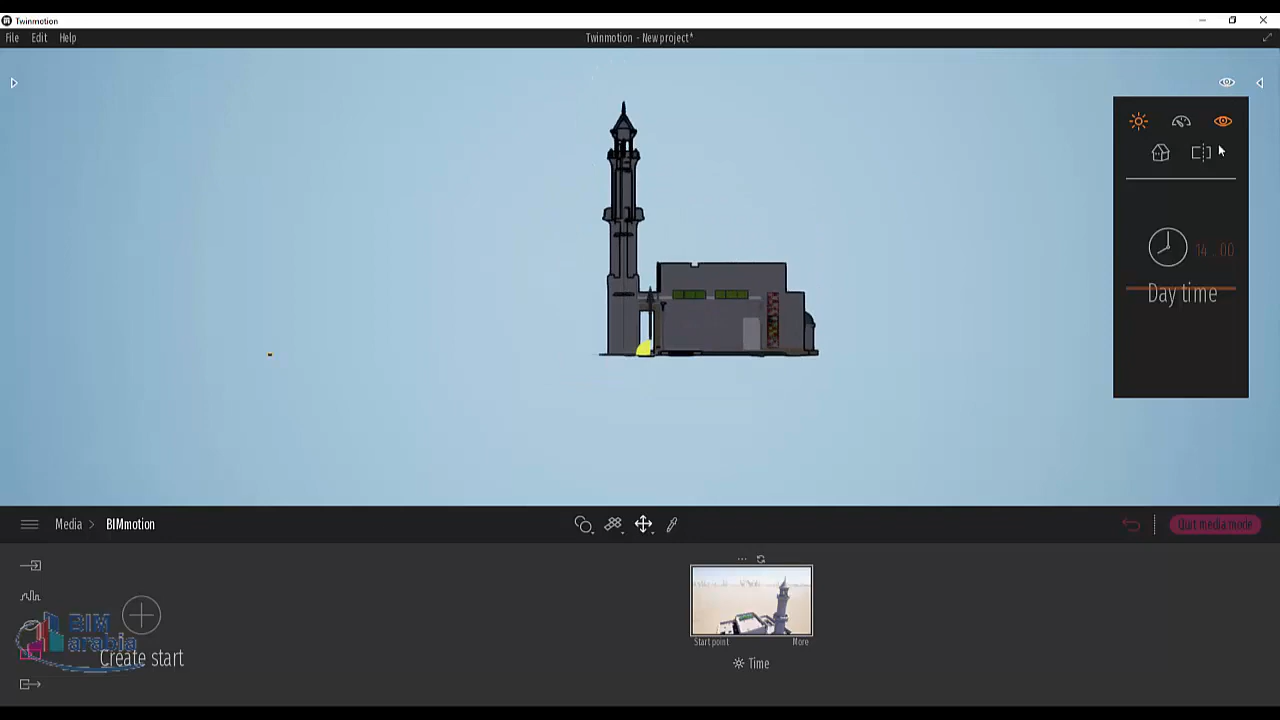 Twinmotion
File Edit Help
Twinmotion - New project*
14 : 00
Day time
Media > BIMmotion
Quit media mode
BIM
arabia
Create start
Start point
More
Time